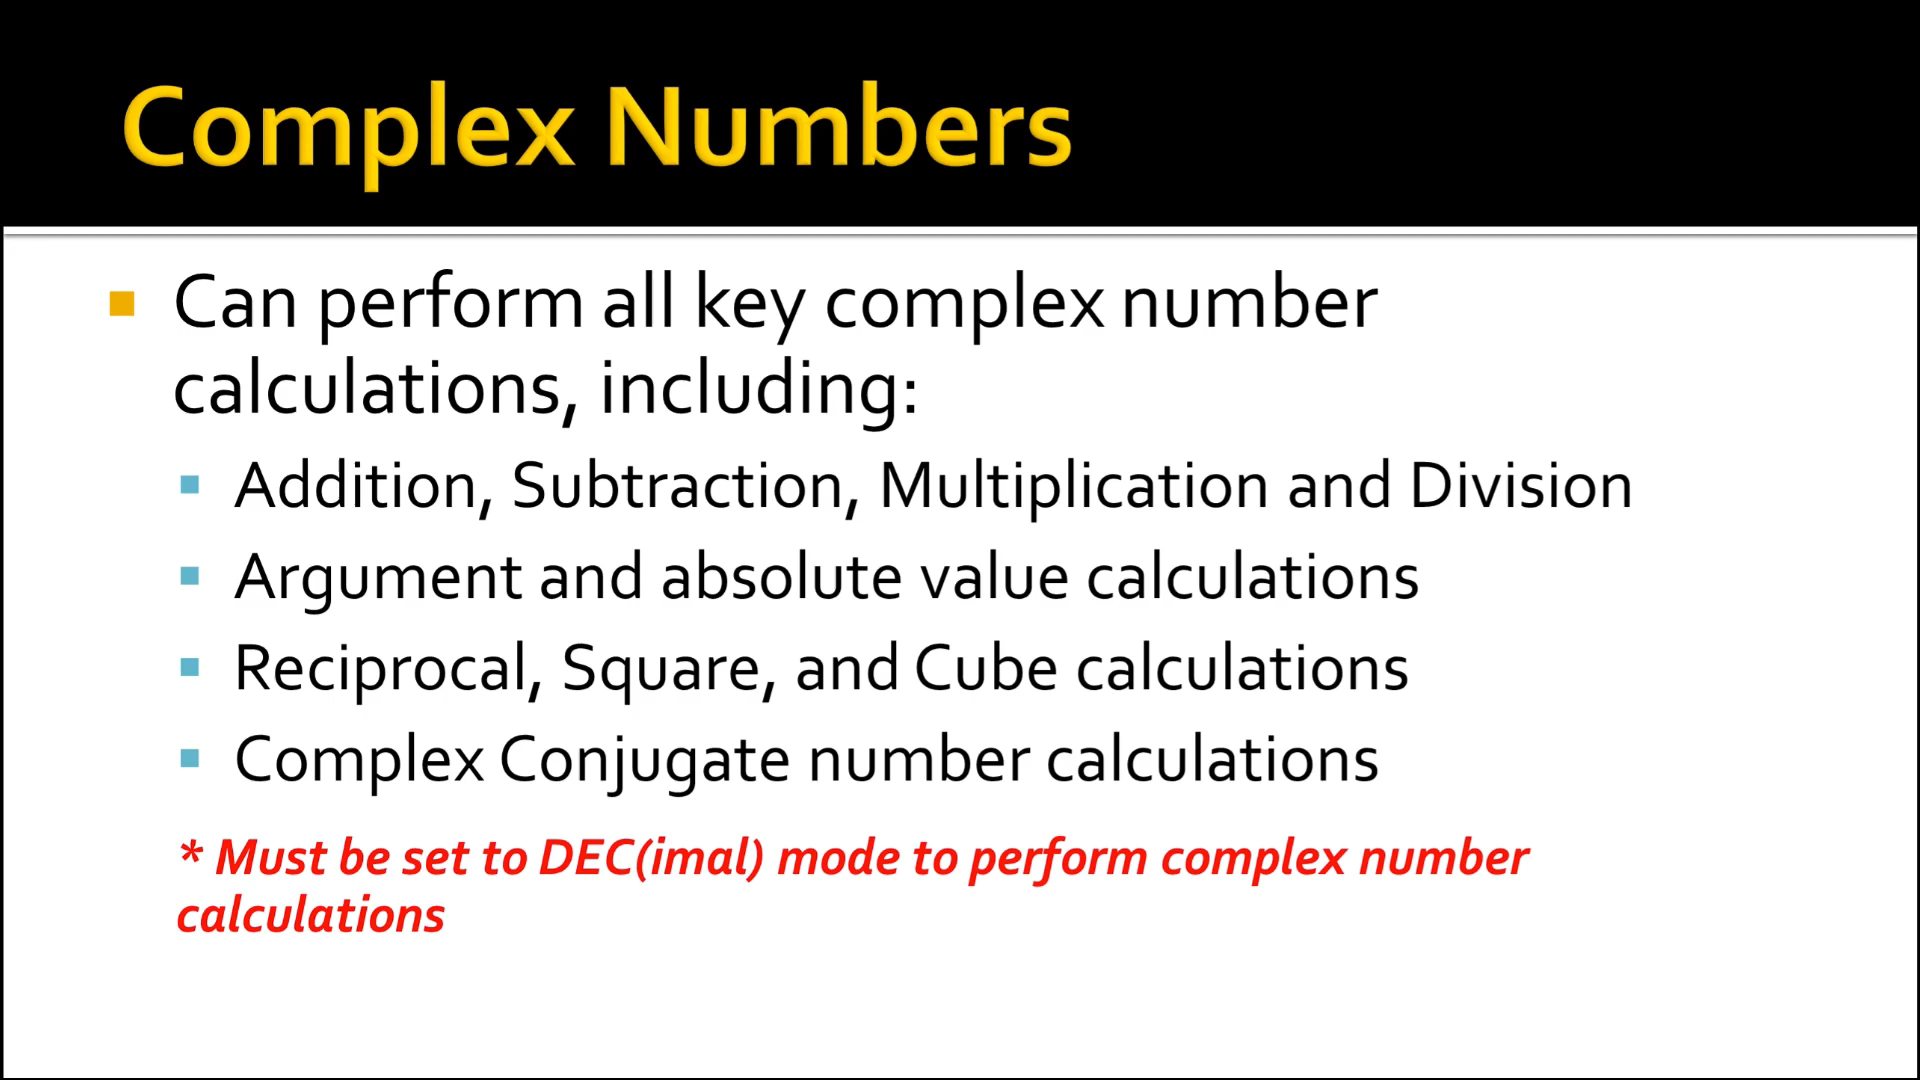 Complex Numbers
Can perform all key complex number
calculations, including:
Addition, Subtraction, Multiplication and Division
Argument and absolute value calculations
Reciprocal, Square, and Cube calculations
Complex Conjugate number calculations
* Must be set to DEC(imal) mode to perform complex number
calculations